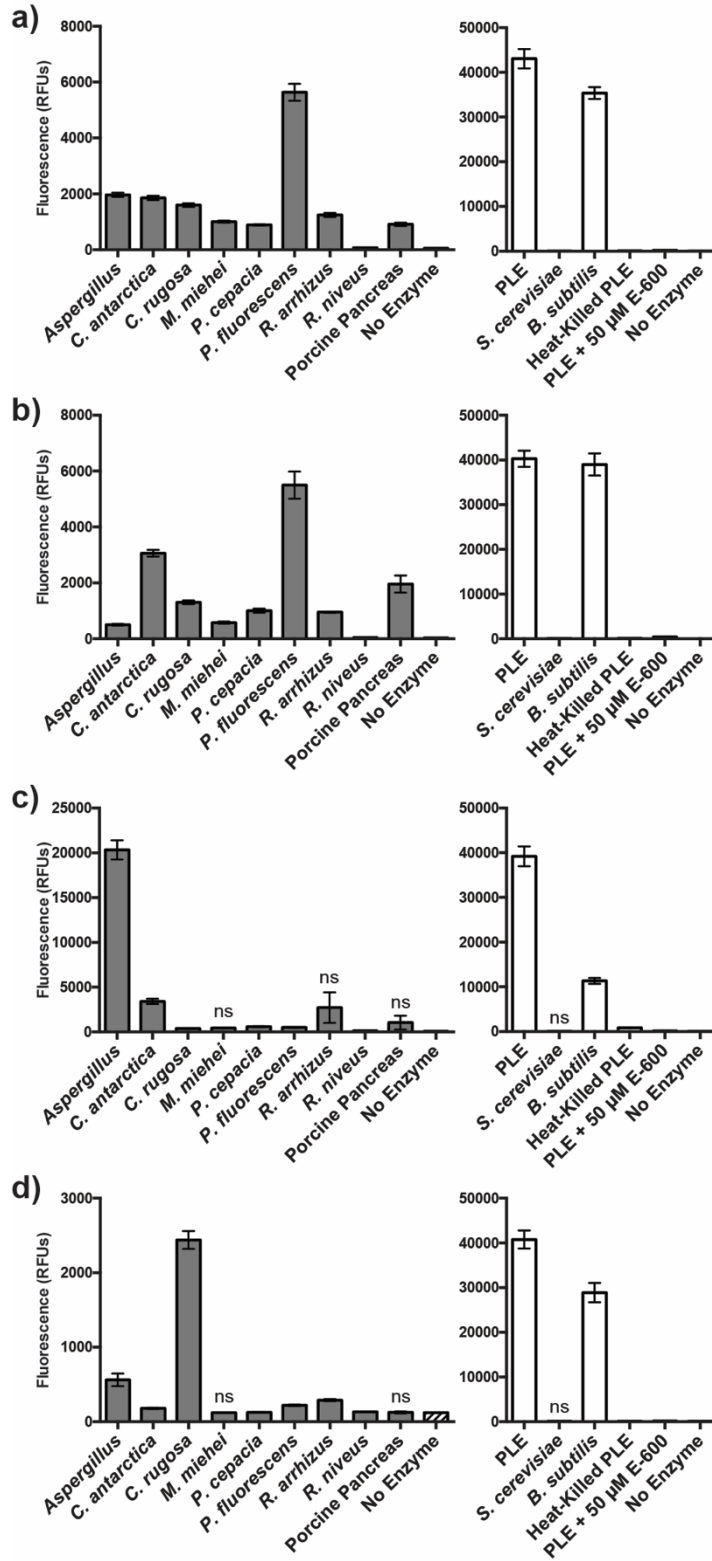 a)
Fluorescence (RFUs)
8000
6000
4000
2000
0
Aspergillus
C. antarctica
C. rugosa
M. miehei
P. cepacia
P. fluorescens
R. arrhizus
R. niveus
Porcine Pancreas
No Enzyme
50000
40000
30000
20000
10000
0
PLE
S. cerevisiae
B. subtilis
Heat-Killed PLE
PLE + 50 µM E-600
No Enzyme
b)
Fluorescence (RFUs)
8000
6000
4000
2000
0
Aspergillus
C. antarctica
C. rugosa
M. miehei
P. cepacia
P. fluorescens
R. arrhizus
R. niveus
Porcine Pancreas
No Enzyme
50000
40000
30000
20000
10000
0
PLE
S. cerevisiae
B. subtilis
Heat-Killed PLE
PLE + 50 µM E-600
No Enzyme
c)
Fluorescence (RFUs)
25000
20000
15000
10000
5000
0
ns
ns
ns
Aspergillus
C. antarctica
C. rugosa
M. miehei
P. cepacia
P. fluorescens
R. arrhizus
R. niveus
Porcine Pancreas
No Enzyme
50000
40000
30000
20000
10000
0
ns
PLE
S. cerevisiae
B. subtilis
Heat-Killed PLE
PLE + 50 µM E-600
No Enzyme
d)
Fluorescence (RFUs)
3000
2000
1000
0
ns
ns
Aspergillus
C. antarctica
C. rugosa
M. miehei
P. cepacia
P. fluorescens
R. arrhizus
R. niveus
Porcine Pancreas
No Enzyme
50000
40000
30000
20000
10000
0
ns
PLE
S. cerevisiae
B. subtilis
Heat-Killed PLE
PLE + 50 µM E-600
No Enzyme